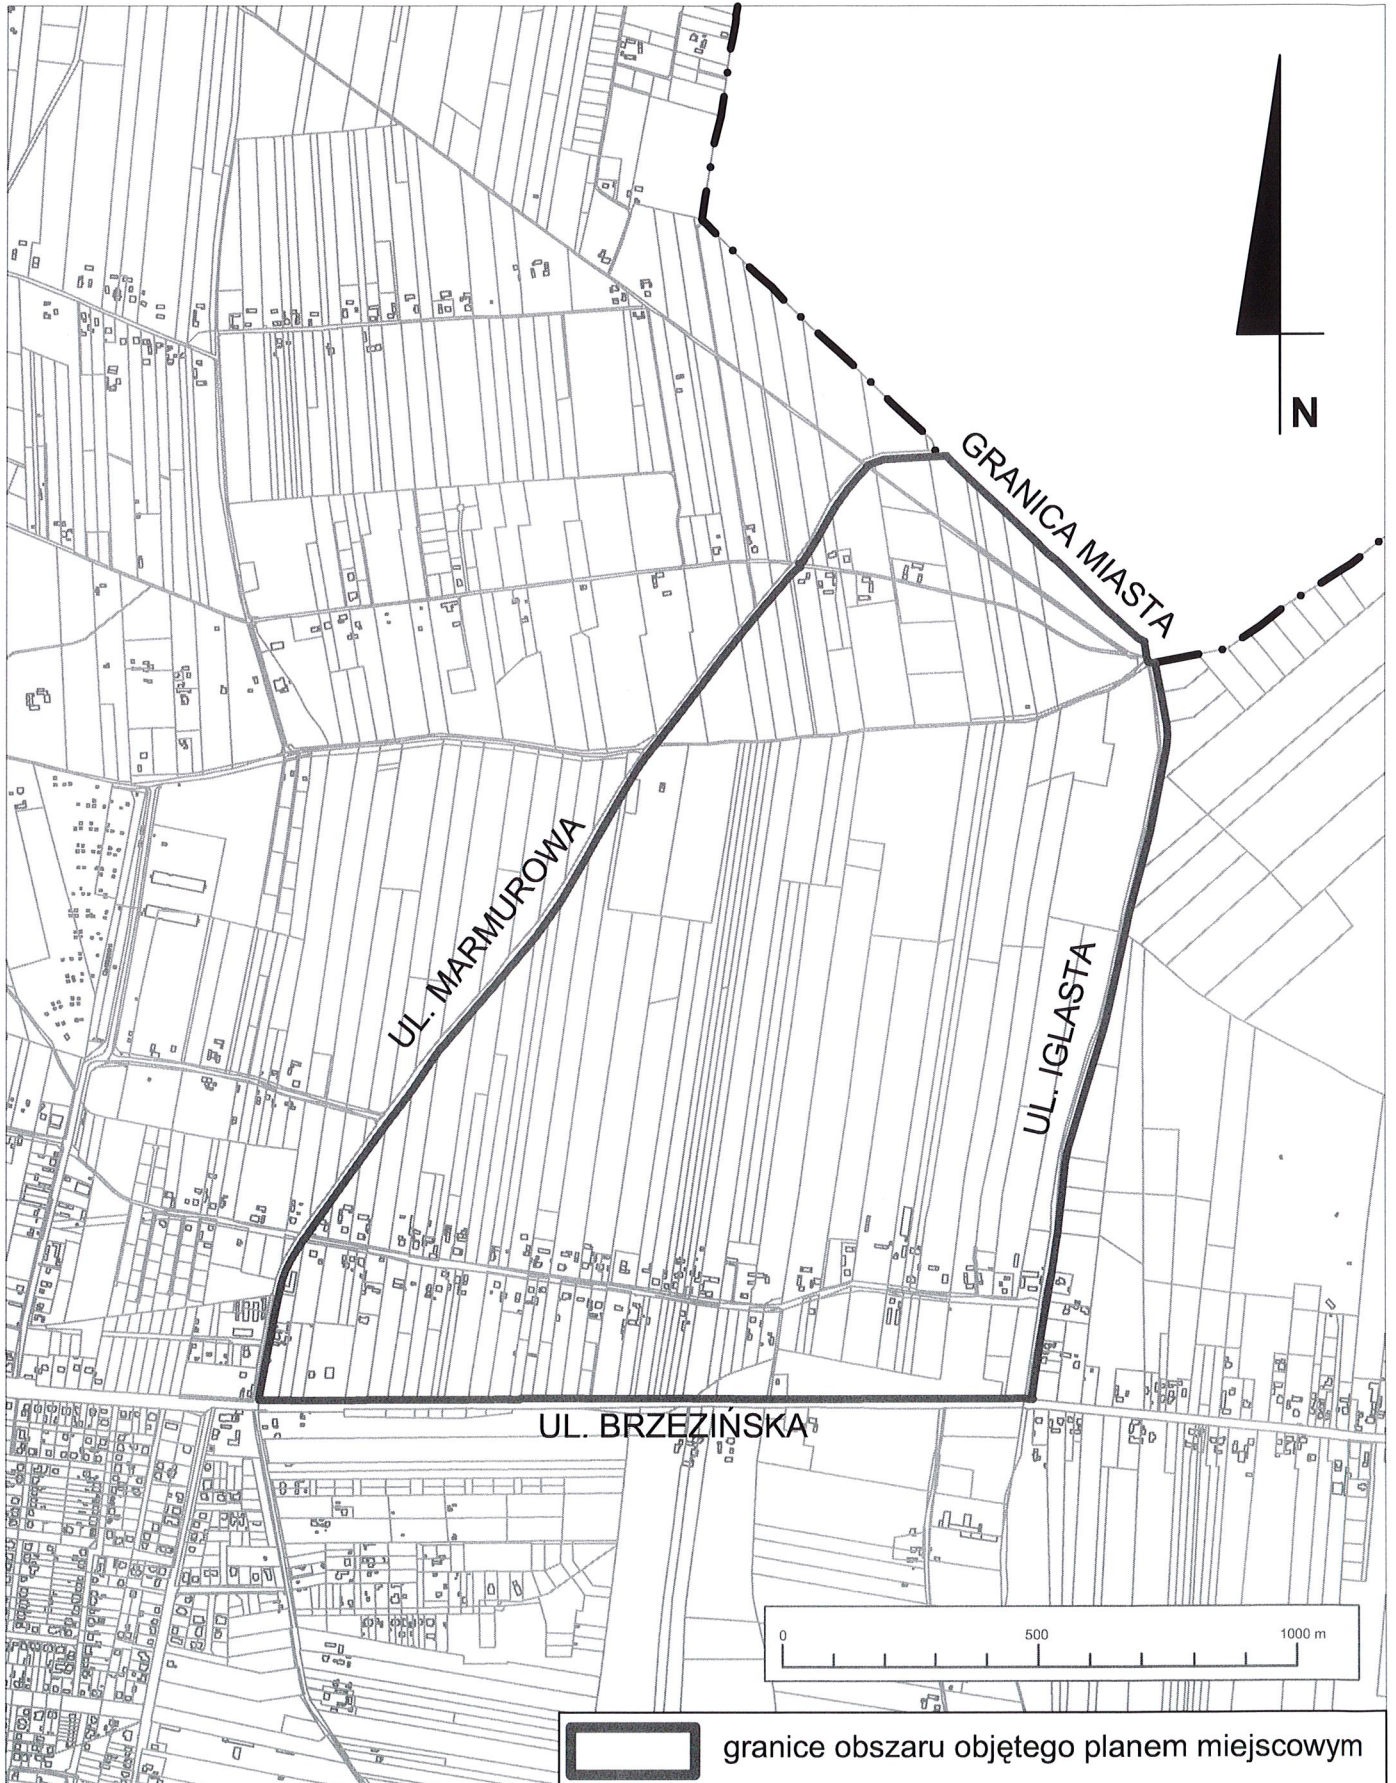 N
GRANICA MIASTA
UL. MARMUROWA
UL. IGLASTA
UL. BRZEZIŃSKA
0 500 1000 m
granice obszaru objętego planem miejscowym